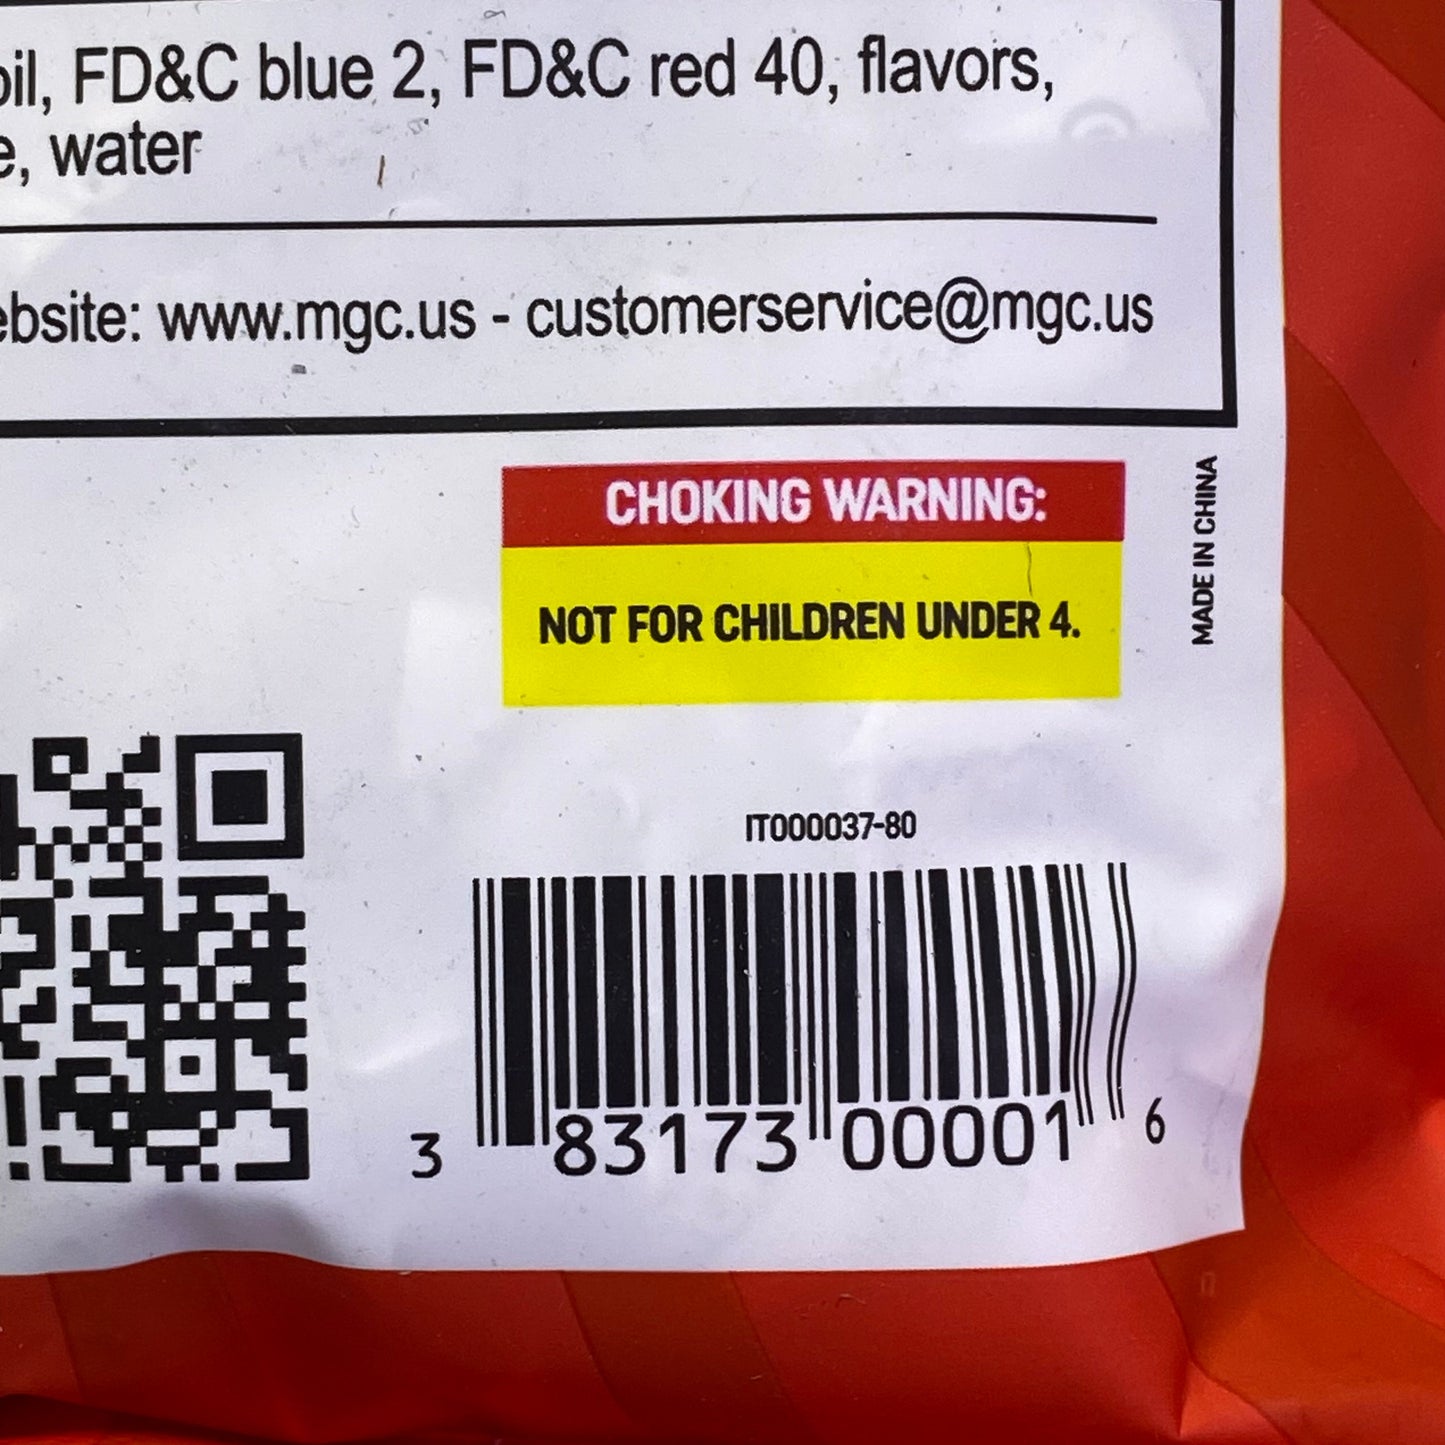 oil, FD&C blue 2, FD&C red 40, flavors,
e, water
ebsite: www.mgc.us - customerservice@mgc.us
CHOKING WARNING:
NOT FOR CHILDREN UNDER 4.
MADE IN CHINA
IT000037-80
3 83173 00001 6